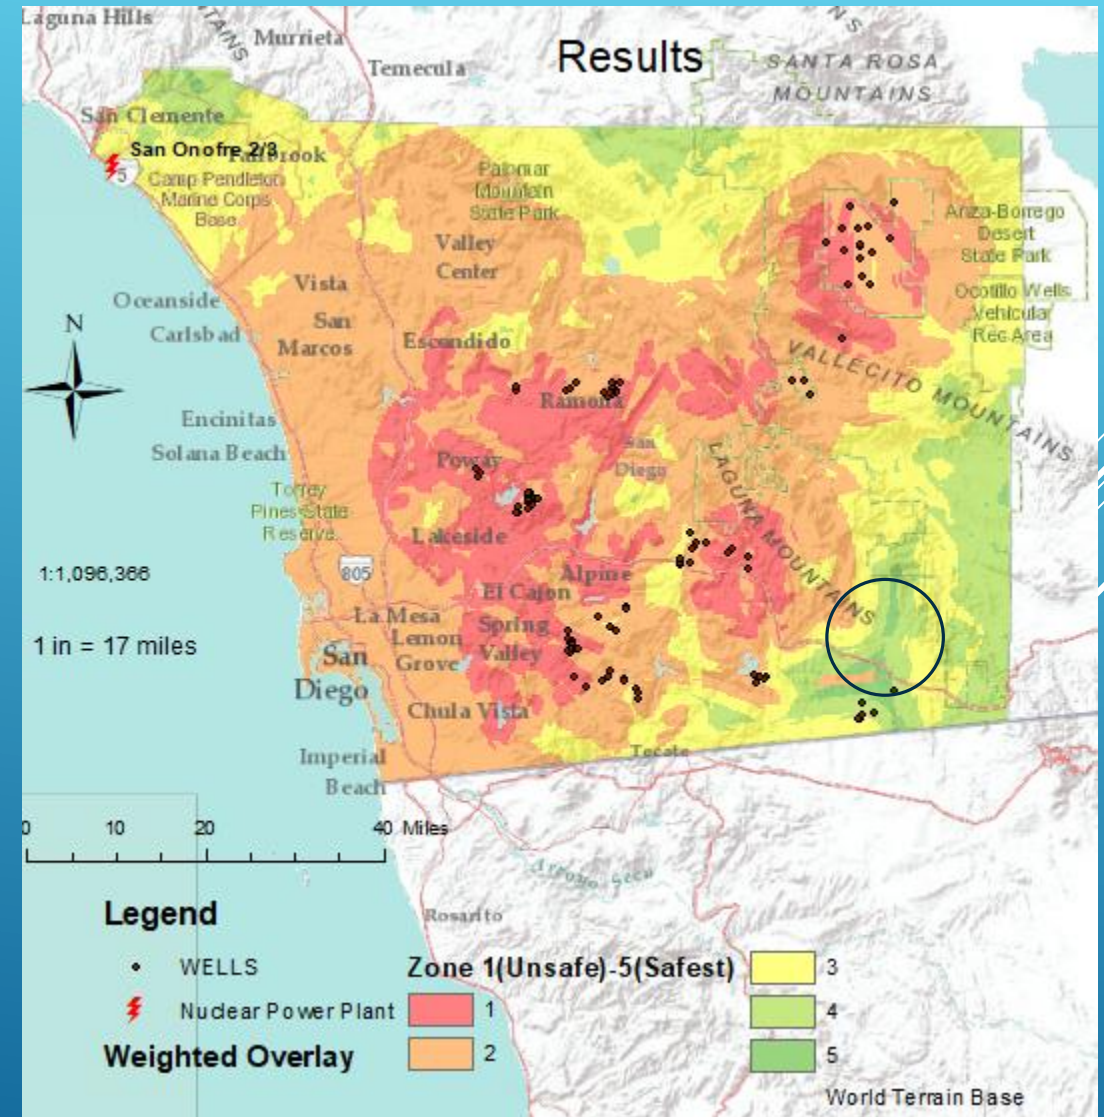 Results
Laguna Hills
Murrieta
Temecula
SANTA ROSA
MOUNTAINS
San Clemente
San Onofre 2/3
5
Camp Pendleton
Marine Corps
Base
Palomar
Mountain
State Park
Valley
Center
Anza-Borrego
Desert
State Park
Ocotillo Wells
Vehicular
Rec Area
Vista
Oceanside
San
Marcos
Carlsbad
N
Escondido
VALLECITO MOUNTAINS
Ramona
Encinitas
Solana Beach
Poway
San
Diego
LAGUNA MOUNTAINS
Torrey
Pines State
Reserve
Lakeside
1:1,096,366
805
Alpine
El Cajon
La Mesa
Lemon
Grove
Spring
Valley
1 in = 17 miles
San
Diego
Chula Vista
Imperial
Beach
Tecate
0 10 20 40 Miles
Arroyo Seco
Rosarito
Legend
WELLS
Nuclear Power Plant
Weighted Overlay
Zone 1(Unsafe)-5(Safest)
1
2
3
4
5
World Terrain Base